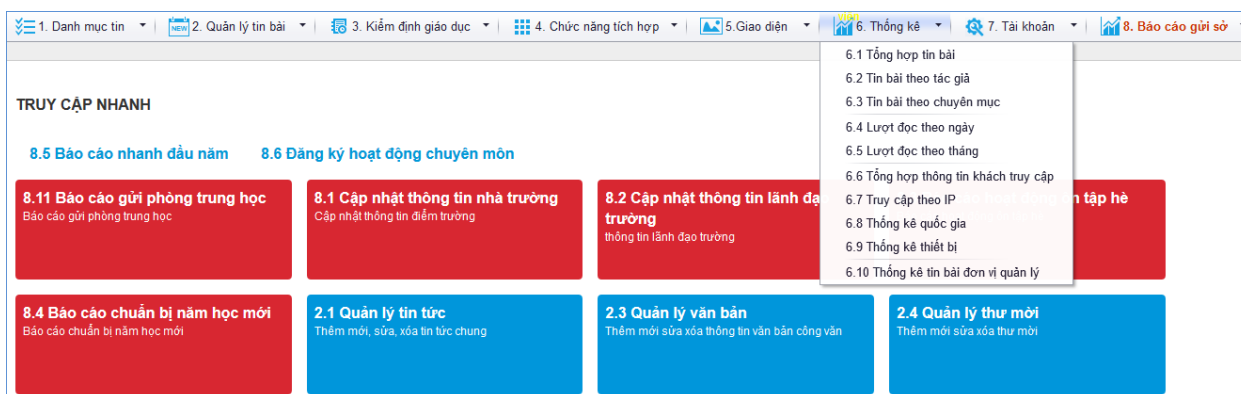 1. Danh mục tin
NEW 2. Quản lý tin bài
3. Kiểm định giáo dục
4. Chức năng tích hợp
5.Giao diện
6. Thống kê
7. Tài khoản
8. Báo cáo gửi sở
6.1 Tổng hợp tin bài
6.2 Tin bài theo tác giả
6.3 Tin bài theo chuyên mục
6.4 Lượt đọc theo ngày
6.5 Lượt đọc theo tháng
6.6 Tổng hợp thông tin khách truy cập
6.7 Truy cập theo IP
6.8 Thống kê quốc gia
6.9 Thống kê thiết bị
6.10 Thống kê tin bài đơn vị quản lý
TRUY CẬP NHANH
8.5 Báo cáo nhanh đầu năm
8.6 Đăng ký hoạt động chuyên môn
8.11 Báo cáo gửi phòng trung học
Báo cáo gửi phòng trung học
8.1 Cập nhật thông tin nhà trường
Cập nhật thông tin điểm trường
8.2 Cập nhật thông tin lãnh đạo
trường
thông tin lãnh đạo trường
tập hè
8.4 Báo cáo chuẩn bị năm học mới
Báo cáo chuẩn bị năm học mới
2.1 Quản lý tin tức
Thêm mới, sửa, xóa tin tức chung
2.3 Quản lý văn bản
Thêm mới sửa xóa thông tin văn bản công văn
2.4 Quản lý thư mời
Thêm mới sửa xóa thư mời